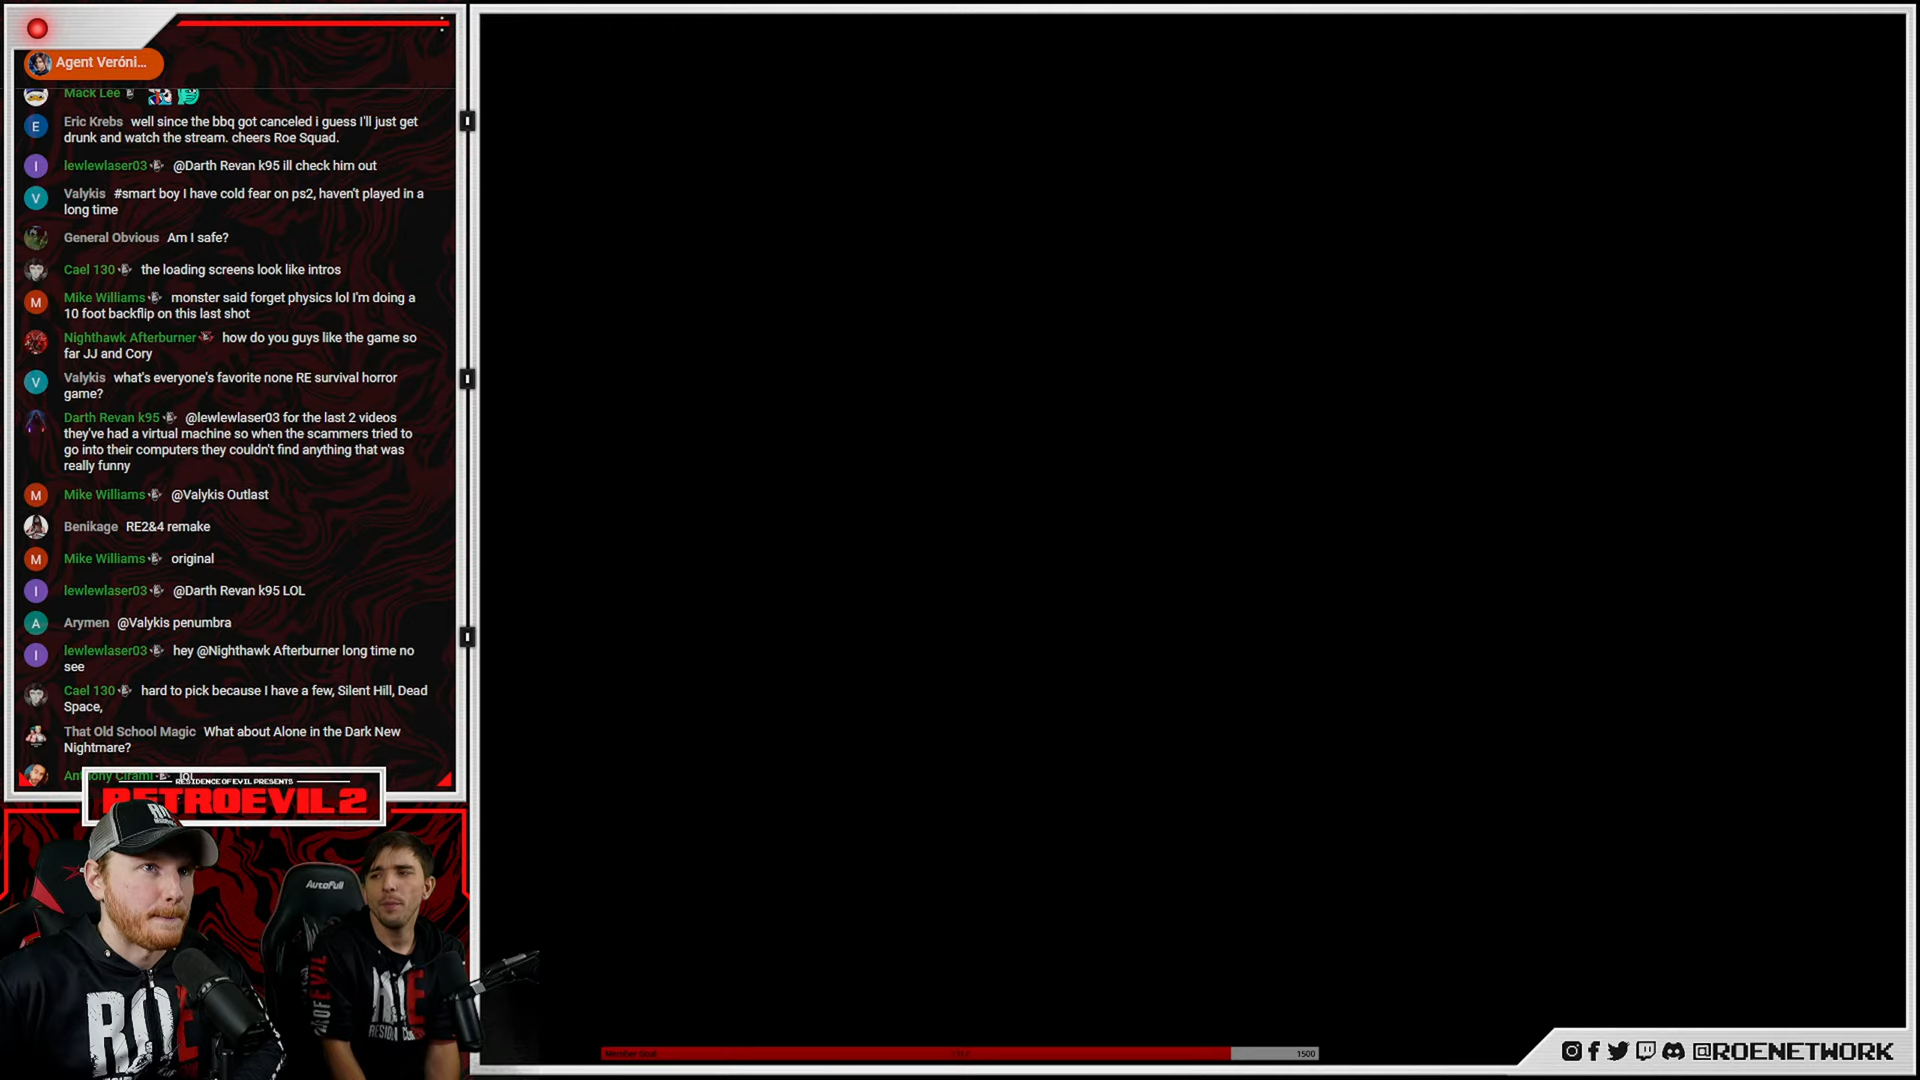 Agent Veróni...
Mack Lee
Eric Krebs well since the bbq got canceled i guess I'll just get
drunk and watch the stream. cheers Roe Squad.
lewlewlaser03 @Darth Revan k95 ill check him out
Valykis #smart boy I have cold fear on ps2, haven't played in a
long time
General Obvious Am I safe?
Cael 130 the loading screens look like intros
Mike Williams monster said forget physics lol I'm doing a
10 foot backflip on this last shot
Nighthawk Afterburner how do you guys like the game so
far JJ and Cory
Valykis what's everyone's favorite none RE survival horror
game?
Darth Revan k95 @lewlewlaser03 for the last 2 videos
they've had a virtual machine so when the scammers tried to
go into their computers they couldn't find anything that was
really funny
Mike Williams @Valykis Outlast
Benikage RE2&4 remake
Mike Williams original
lewlewlaser03 @Darth Revan k95 LOL
Arymen @Valykis penumbra
lewlewlaser03 hey @Nighthawk Afterburner long time no
see
Cael 130 hard to pick because I have a few, Silent Hill, Dead
Space,
That Old School Magic What about Alone in the Dark New
Nightmare?
Anthony Cirami lol
RESIDENCE OF EVIL PRESENTS
RETROEVIL 2
AutoFull
ROE
Member Goal
1500
@ROENETWORK